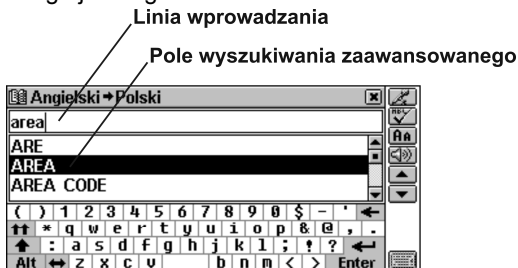 Linia wprowadzania
Pole wyszukiwania zaawansowanego
Angielski➔Polski
area
ARE
AREA
AREA CODE
( ) 1 2 3 4 5 6 7 8 9 0 $ - '
* q w e r t y u i o p & @ , .
: a s d f g h j k l ; ! ?
Alt z x c v b n m < > Enter